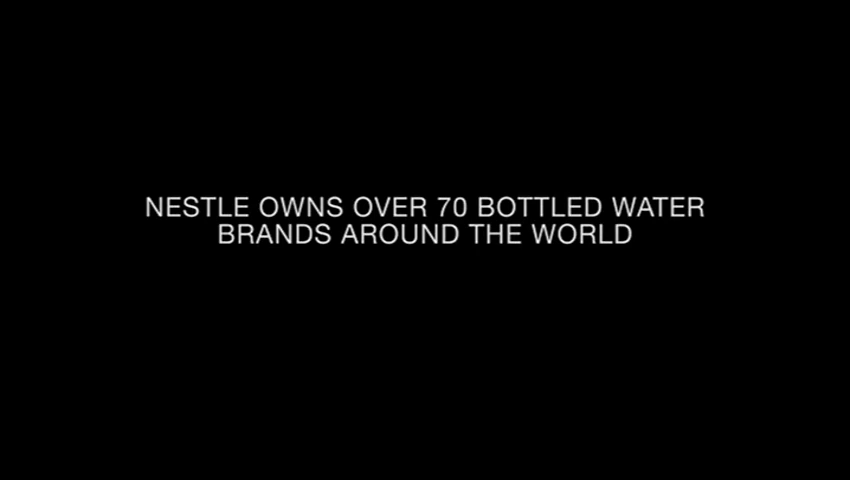 NESTLE OWNS OVER 70 BOTTLED WATER
BRANDS AROUND THE WORLD